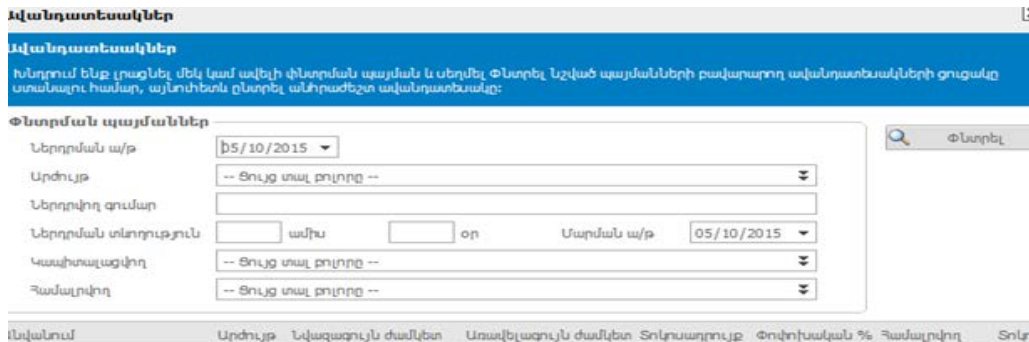 Ավանդատեսակներ
Ավանդատեսակներ
Խնդրում ենք լրացնել մեկ կամ ավելի փնտրման պայման և սեղմել Փնտրել նշված պայմանների բավարարող ավանդատեսակների ցուցակը
ստանալու համար, այնուհետև ընտրել անհրաժեշտ ավանդատեսակը:
Փնտրման պայմաններ
Փնտրել
Ներդրման ա/թ 05/10/2015
Արժույթ -- Ցույց տալ բոլորը --
Ներդրվող գումար
Ներդրման տևողություն ամիս օր Մարման ա/թ 05/10/2015
Կապիտալացվող -- Ցույց տալ բոլորը --
Համալրվող -- Ցույց տալ բոլորը --
Անվանում Արժույթ Նվազագույն ժամկետ Առավելագույն ժամկետ Տոկոսադրույք Փոփոխական % Համալրվող